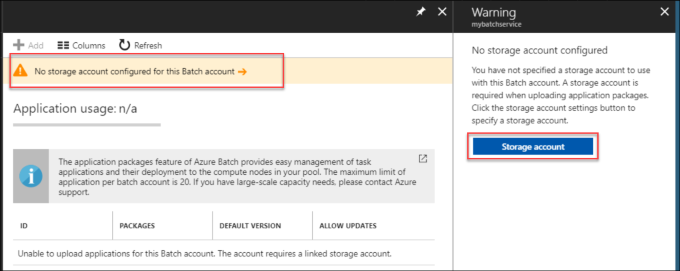 Add Columns Refresh
No storage account configured for this Batch account →
Application usage: n/a
The application packages feature of Azure Batch provides easy management of task
applications and their deployment to the compute nodes in your pool. The maximum limit of
application per batch account is 20. If you have large-scale capacity needs, please contact Azure
support.
ID PACKAGES DEFAULT VERSION ALLOW UPDATES
Unable to upload applications for this Batch account. The account requires a linked storage account.
Warning
mybatchservice
No storage account configured
You have not specified a storage account to use
with this Batch account. A storage account is
required when uploading application packages.
Click the storage account settings button to
specify a storage account.
Storage account